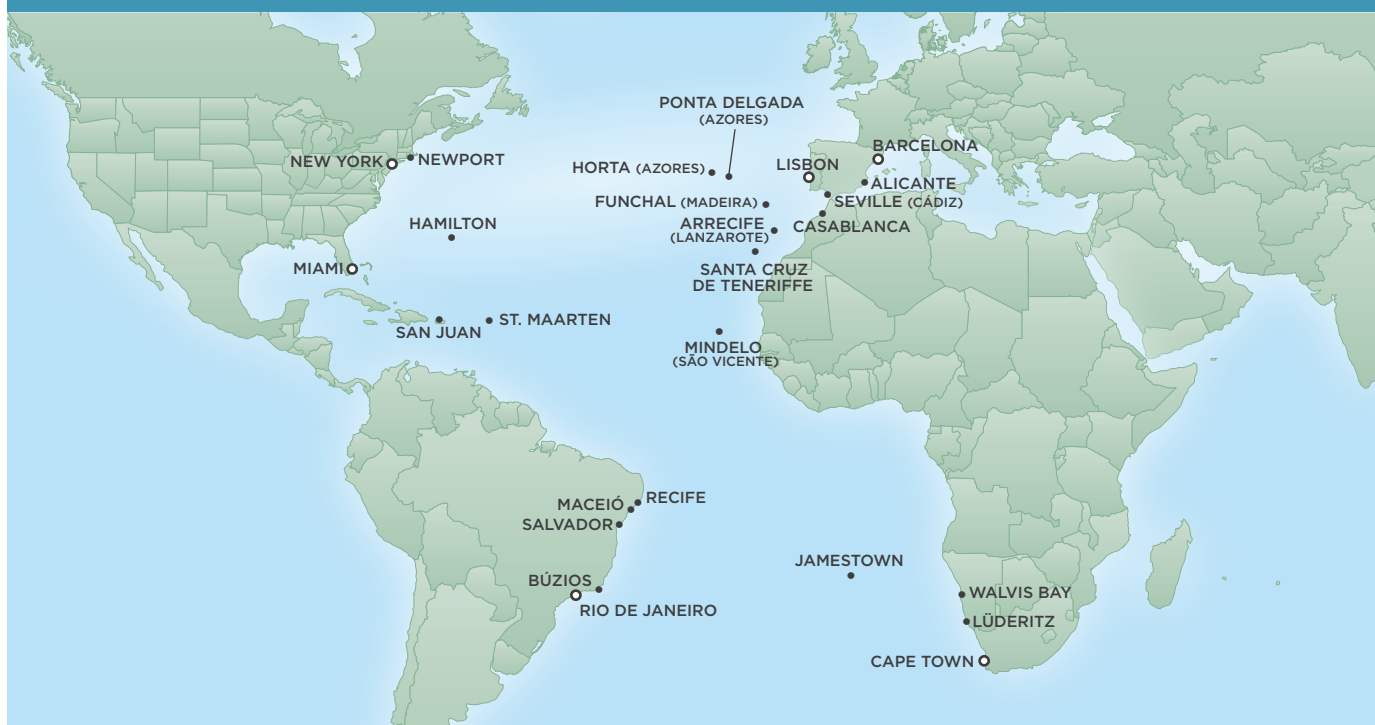 PONTA DELGADA
(AZORES)
NEW YORK
NEWPORT
HORTA (AZORES)
LISBON
BARCELONA
ALICANTE
FUNCHAL (MADEIRA)
SEVILLE (CÁDIZ)
HAMILTON
ARRECIFE
(LANZAROTE)
CASABLANCA
MIAMI
SANTA CRUZ
DE TENERIFFE
SAN JUAN
ST. MAARTEN
MINDELO
(SÃO VICENTE)
MACEIÓ
RECIFE
SALVADOR
JAMESTOWN
BÚZIOS
RIO DE JANEIRO
WALVIS BAY
LÜDERITZ
CAPE TOWN